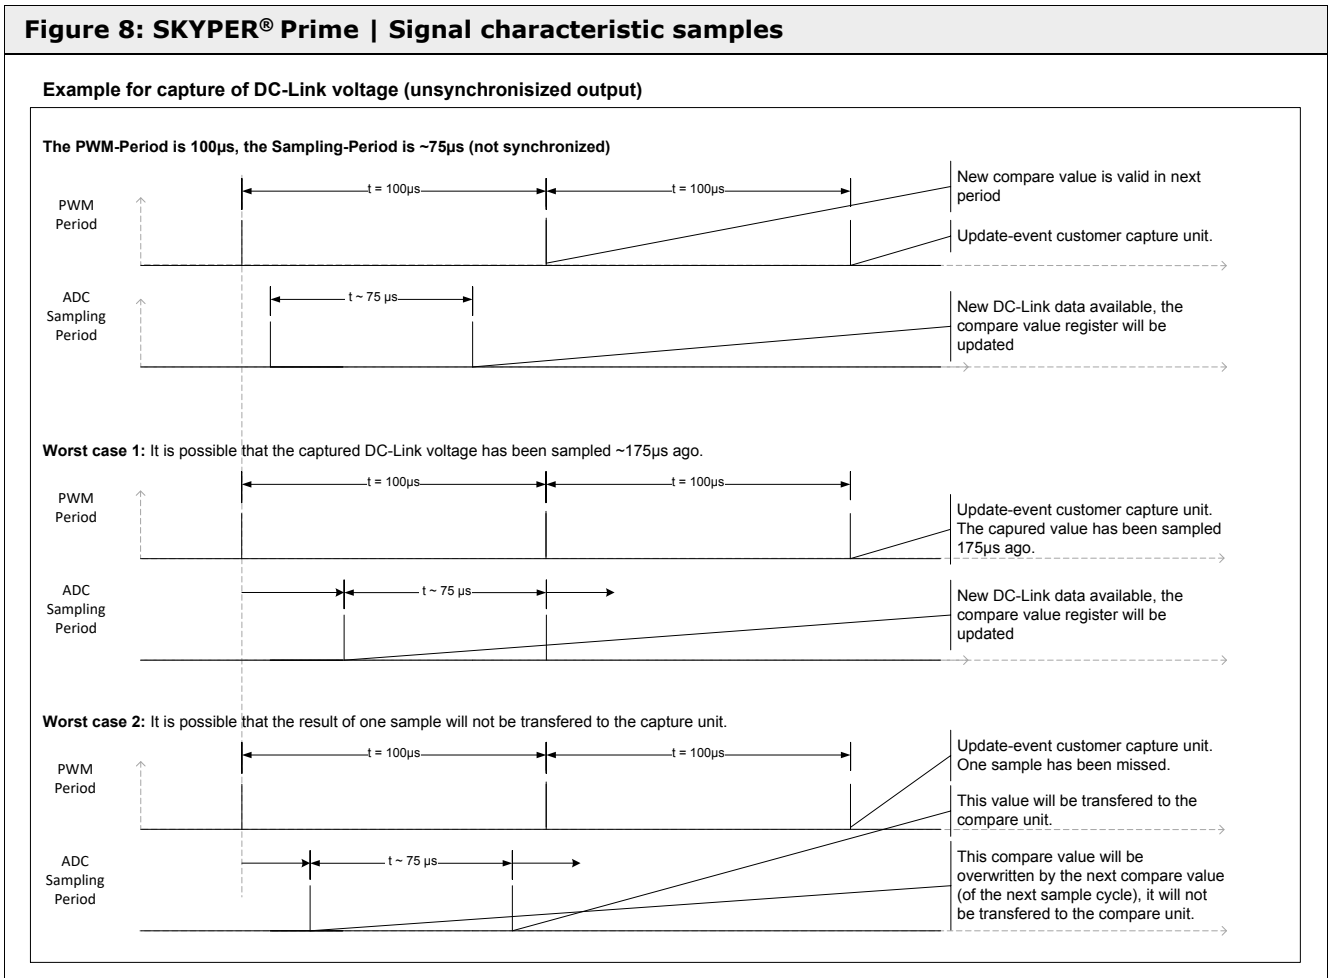 Figure 8: SKYPER® Prime | Signal characteristic samples
Example for capture of DC-Link voltage (unsynchronisized output)
The PWM-Period is 100µs, the Sampling-Period is ~75µs (not synchronized)
PWM
Period
t = 100µs
t = 100µs
New compare value is valid in next
period
Update-event customer capture unit.
ADC
Sampling
Period
t ~ 75 µs
New DC-Link data available, the
compare value register will be
updated
Worst case 1: It is possible that the captured DC-Link voltage has been sampled ~175µs ago.
PWM
Period
t = 100µs
t = 100µs
Update-event customer capture unit.
The capured value has been sampled
175µs ago.
ADC
Sampling
Period
t ~ 75 µs
New DC-Link data available, the
compare value register will be
updated
Worst case 2: It is possible that the result of one sample will not be transfered to the capture unit.
PWM
Period
t = 100µs
t = 100µs
Update-event customer capture unit.
One sample has been missed.
This value will be transfered to the
compare unit.
ADC
Sampling
Period
t ~ 75 µs
This compare value will be
overwritten by the next compare value
(of the next sample cycle), it will not
be transfered to the compare unit.